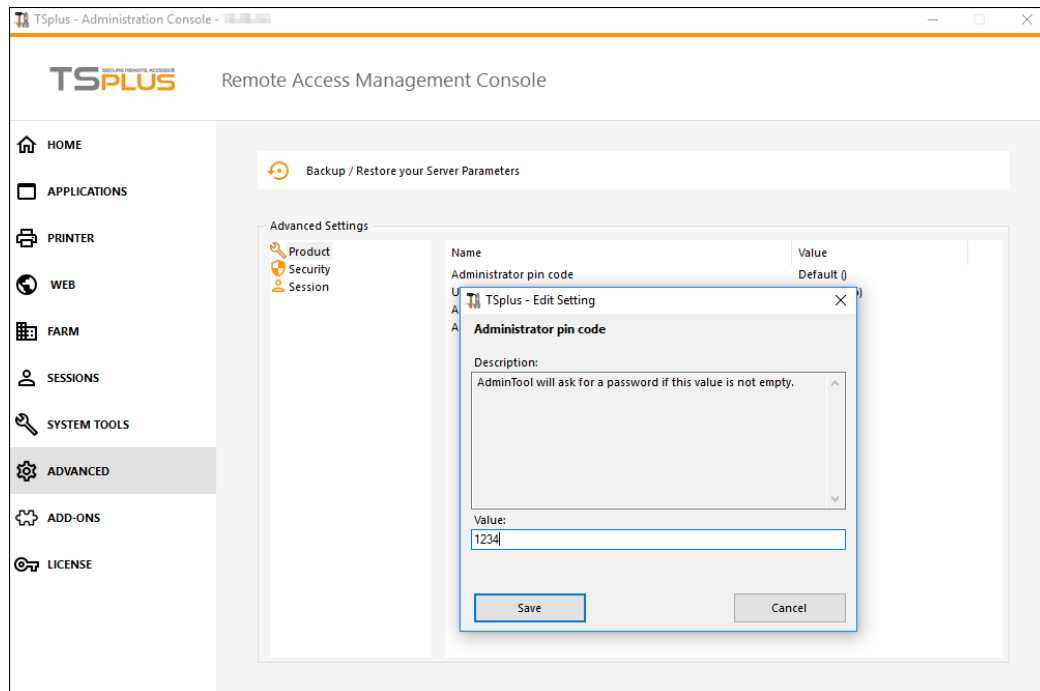 TSplus - Administration Console -
SECURE REMOTE ACCESS
TSPLUS
Remote Access Management Console
HOME
APPLICATIONS
PRINTER
WEB
FARM
SESSIONS
SYSTEM TOOLS
ADVANCED
ADD-ONS
LICENSE
Backup / Restore your Server Parameters
Advanced Settings
Product
Security
Session
Name Value
Administrator pin code Default ()
TSplus - Edit Setting
Administrator pin code
Description:
AdminTool will ask for a password if this value is not empty.
Value:
1234
Save Cancel